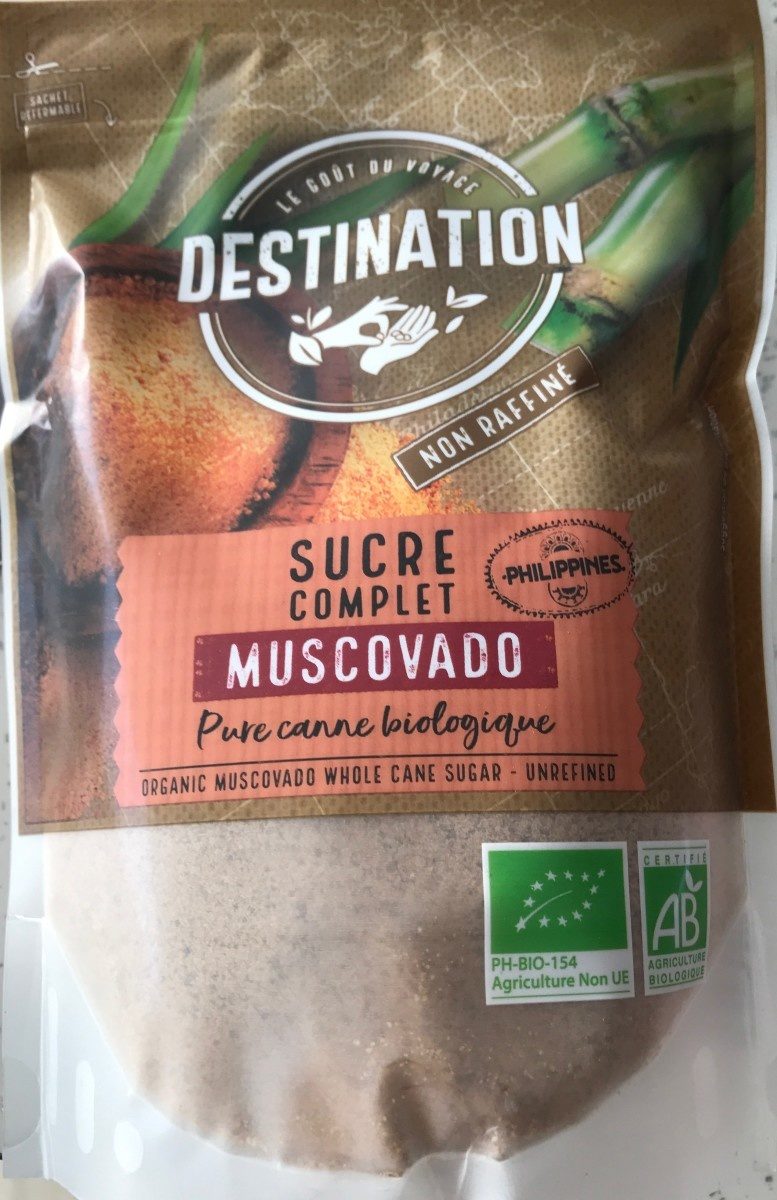 SACHET
REFERMABLE
LE GOÛT DU VOYAGE
DESTINATION
NON RAFFINÉ
SUCRE
COMPLET
PHILIPPINES
MUSCOVADO
Pure canne biologique
ORGANIC MUSCOVADO WHOLE CANE SUGAR - UNREFINED
PH-BIO-154
Agriculture Non UE
CERTIFIÉ
AB
AGRICULTURE
BIOLOGIQUE